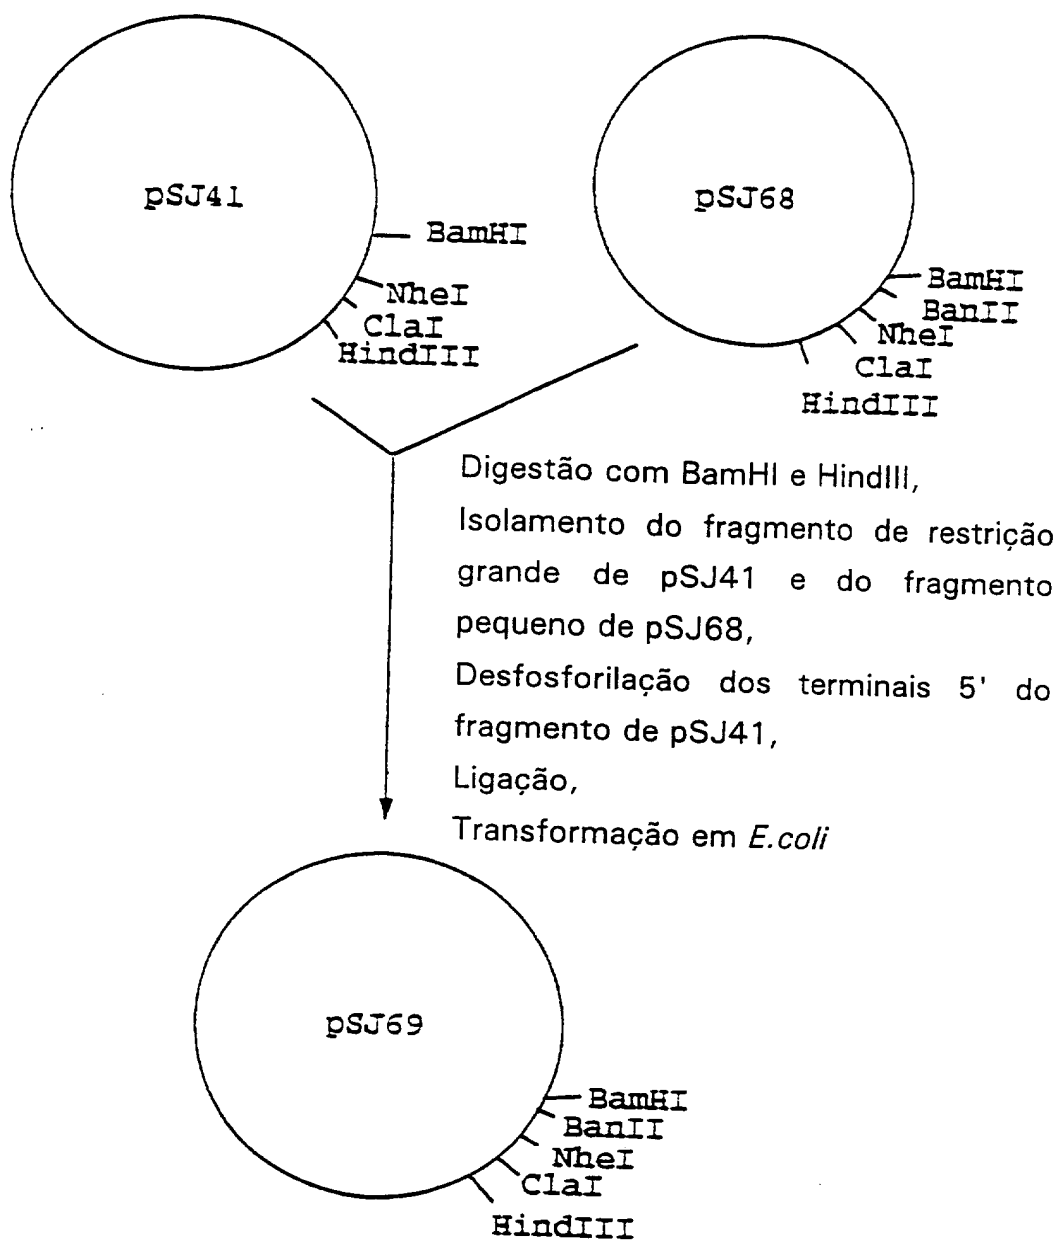 pSJ41
BamHI
NheI
ClaI
HindIII
pSJ68
BamHI
BanII
NheI
ClaI
HindIII
Digestão com BamHI e HindIII,
Isolamento do fragmento de restrição
grande de pSJ41 e do fragmento
pequeno de pSJ68,
Desfosforilação dos terminais 5' do
fragmento de pSJ41,
Ligação,
Transformação em E.coli
pSJ69
BamHI
BanII
NheI
ClaI
HindIII